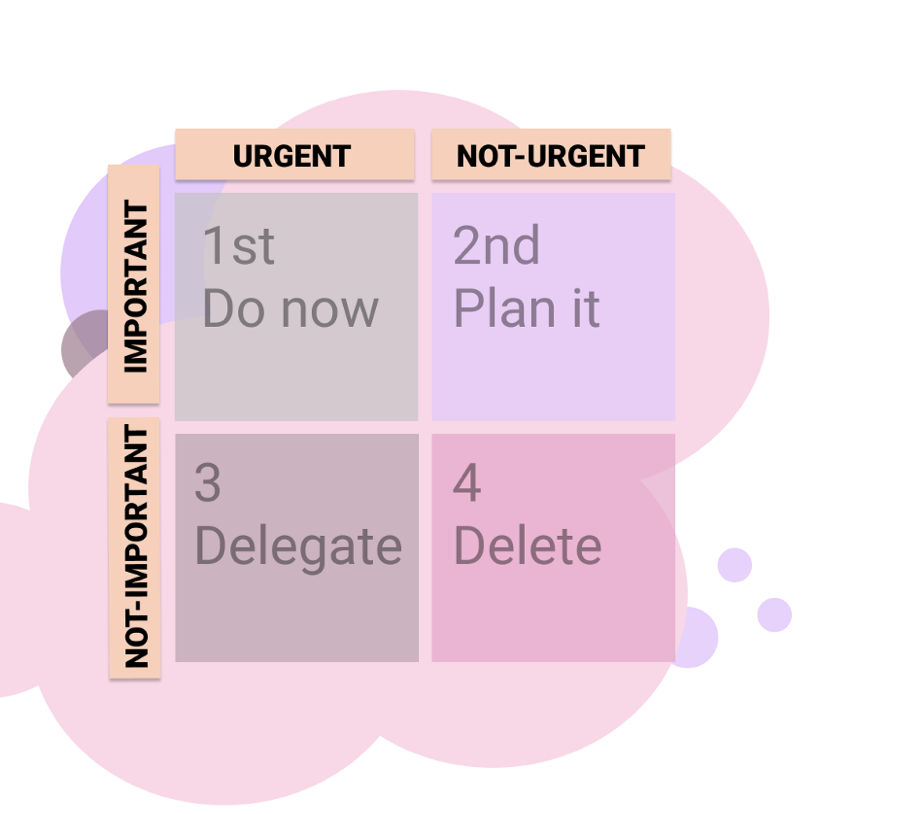 URGENT
NOT-URGENT
IMPORTANT
1st
Do now
2nd
Plan it
NOT-IMPORTANT
3
Delegate
4
Delete